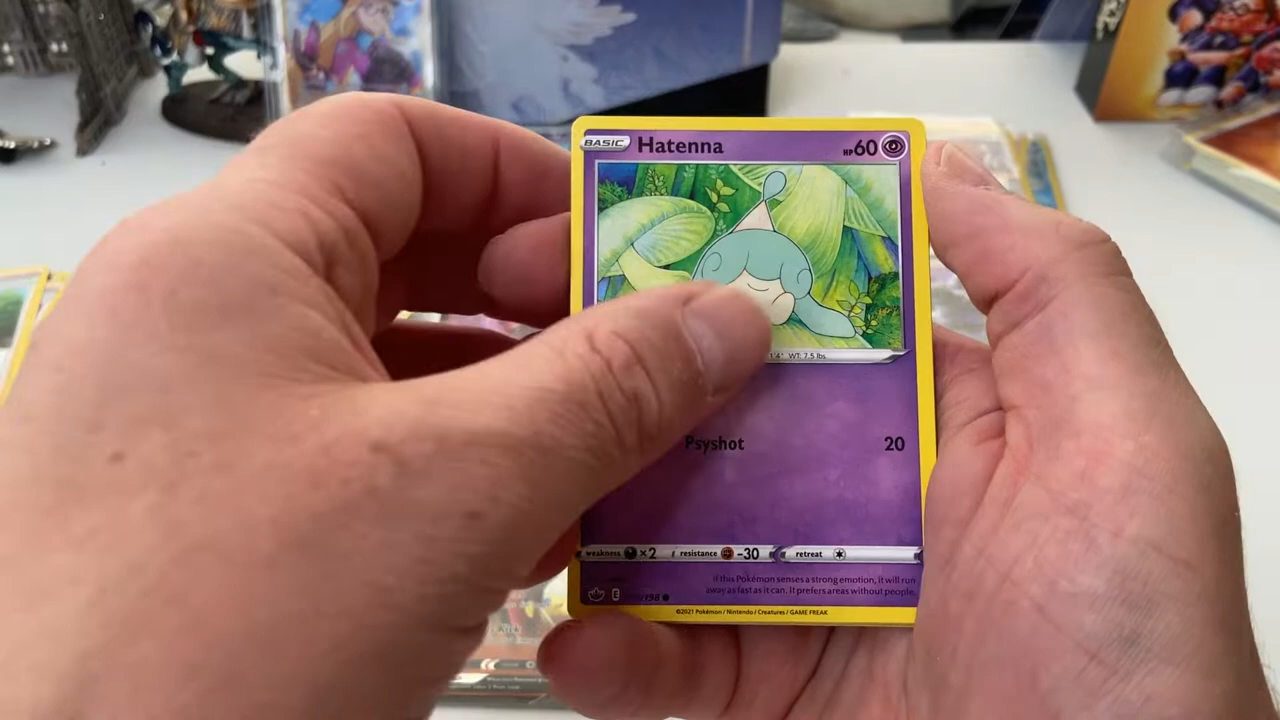 BASIC Hatenna HP60
1'4" WT: 7.5 lbs.
Psyshot 20
weakness ×2 resistance -30 retreat
If this Pokémon senses a strong emotion, it will run
away as fast as it can. It prefers areas without people.
E /198
©2021 Pokémon / Nintendo / Creatures / GAME FREAK